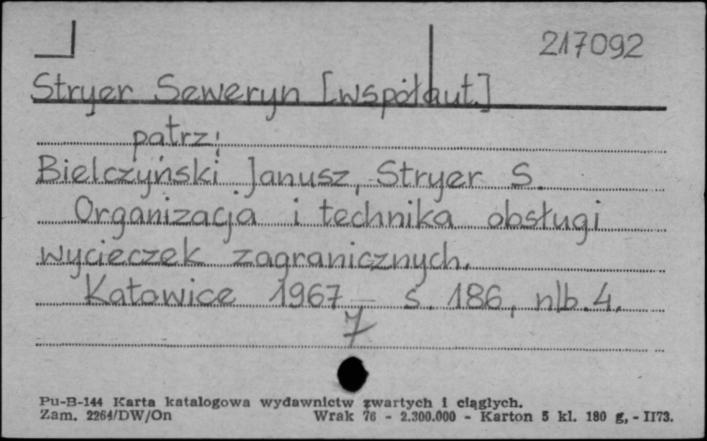 217092
Stryer Seweryn [współaut.]
patrz:
Bielczyński Janusz, Stryer S.
Organizacja i technika obsługi
wycieczek zagranicznych.
Katowice 1967 - s. 186, nlb. 4.
7
Pu-B-144 Karta katalogowa wydawnictw zwartych i ciągłych.
Zam. 2264/DW/On Wrak 76 - 2.300.000 - Karton 5 kl. 180 g, - II73.